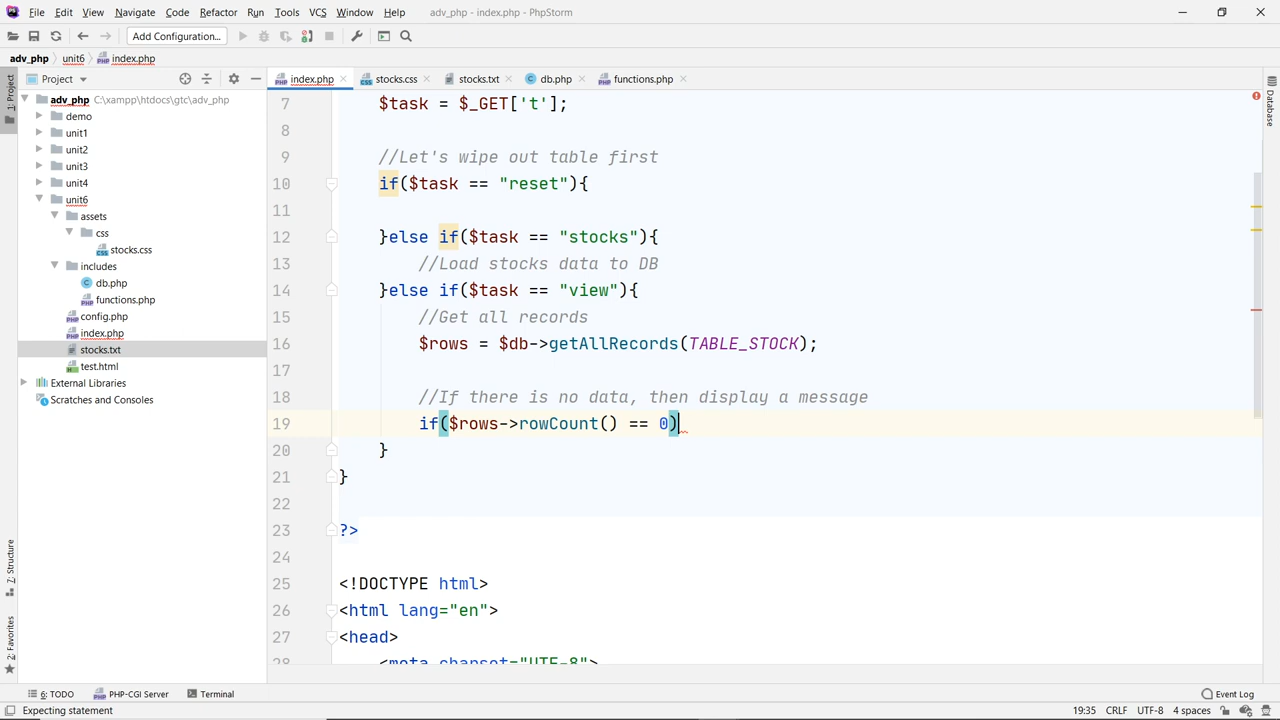 File Edit View Navigate Code Refactor Run Tools VCS Window Help adv_php - index.php - PhpStorm
Add Configuration...
adv_php unit6 index.php
1: Project
Project
index.php stocks.css stocks.txt db.php functions.php
Database
adv_php C:\xampp\htdocs\gtc\adv_php
demo
unit1
unit2
unit3
unit4
unit6
assets
css
stocks.css
includes
db.php
functions.php
config.php
index.php
stocks.txt
test.html
External Libraries
Scratches and Consoles
7 $task = $_GET['t'];
8
9 //Let's wipe out table first
10 if($task == "reset"){
11
12 }else if($task == "stocks"){
13 //Load stocks data to DB
14 }else if($task == "view"){
15 //Get all records
16 $rows = $db->getAllRecords(TABLE_STOCK);
17
18 //If there is no data, then display a message
19 if($rows->rowCount() == 0)
20 }
21 }
22
23 ?>
24
25 <!DOCTYPE html>
26 <html lang="en">
27 <head>
28 <meta charset="UTF-8">
7: Structure
2: Favorites
6: TODO PHP-CGI Server Terminal Event Log
Expecting statement 19:35 CRLF UTF-8 4 spaces